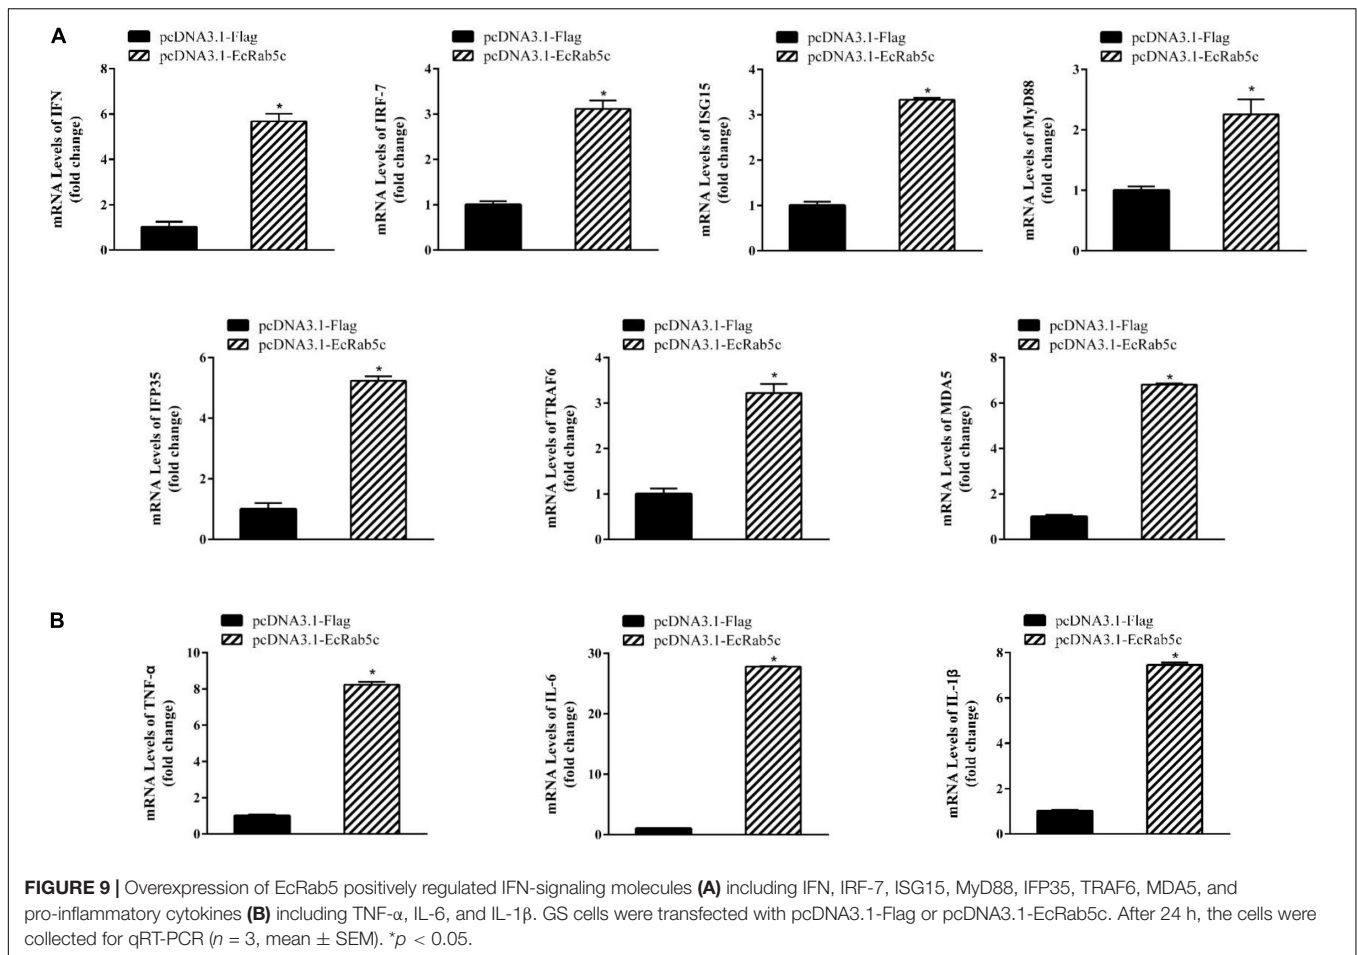 A
pcDNA3.1-Flag
pcDNA3.1-EcRab5c
mRNA Levels of IFN
(fold change)
8
6
4
2
0
*
pcDNA3.1-Flag
pcDNA3.1-EcRab5c
mRNA Levels of IRF-7
(fold change)
4
3
2
1
0
*
pcDNA3.1-Flag
pcDNA3.1-EcRab5c
mRNA Levels of ISG15
(fold change)
4
3
2
1
0
*
pcDNA3.1-Flag
pcDNA3.1-EcRab5c
mRNA Levels of MyD88
(fold change)
3
2
1
0
*
pcDNA3.1-Flag
pcDNA3.1-EcRab5c
mRNA Levels of IFP35
(fold change)
6
4
2
0
*
pcDNA3.1-Flag
pcDNA3.1-EcRab5c
mRNA Levels of TRAF6
(fold change)
4
3
2
1
0
*
pcDNA3.1-Flag
pcDNA3.1-EcRab5c
mRNA Levels of MDA5
(fold change)
8
6
4
2
0
*
B
pcDNA3.1-Flag
pcDNA3.1-EcRab5c
mRNA Levels of TNF-α
(fold change)
10
8
6
4
2
0
*
pcDNA3.1-Flag
pcDNA3.1-EcRab5c
mRNA Levels of IL-6
(fold change)
30
20
10
0
*
pcDNA3.1-Flag
pcDNA3.1-EcRab5c
mRNA Levels of IL-1β
(fold change)
8
6
4
2
0
*
FIGURE 9 | Overexpression of EcRab5 positively regulated IFN-signaling molecules (A) including IFN, IRF-7, ISG15, MyD88, IFP35, TRAF6, MDA5, and
pro-inflammatory cytokines (B) including TNF-α, IL-6, and IL-1β. GS cells were transfected with pcDNA3.1-Flag or pcDNA3.1-EcRab5c. After 24 h, the cells were
collected for qRT-PCR (n = 3, mean ± SEM). *p < 0.05.